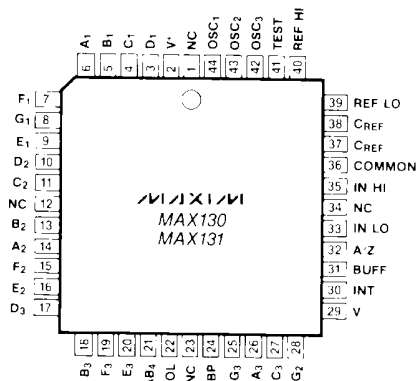 A1 B1 C1 D1 V+ NC OSC1 OSC2 OSC3 TEST REF HI
6 5 4 3 2 1 44 43 42 41 40
F1 7
G1 8
E1 9
D2 10
C2 11
NC 12
B2 13
A2 14
F2 15
E2 16
D3 17
MAXIM
MAX130
MAX131
39 REF LO
38 CREF
37 CREF
36 COMMON
35 IN HI
34 NC
33 IN LO
32 A/Z
31 BUFF
30 INT
29 V
18 19 20 21 22 23 24 25 26 27 28
B3 F3 E3 AB4 OL NC BP G3 A3 C3 G2